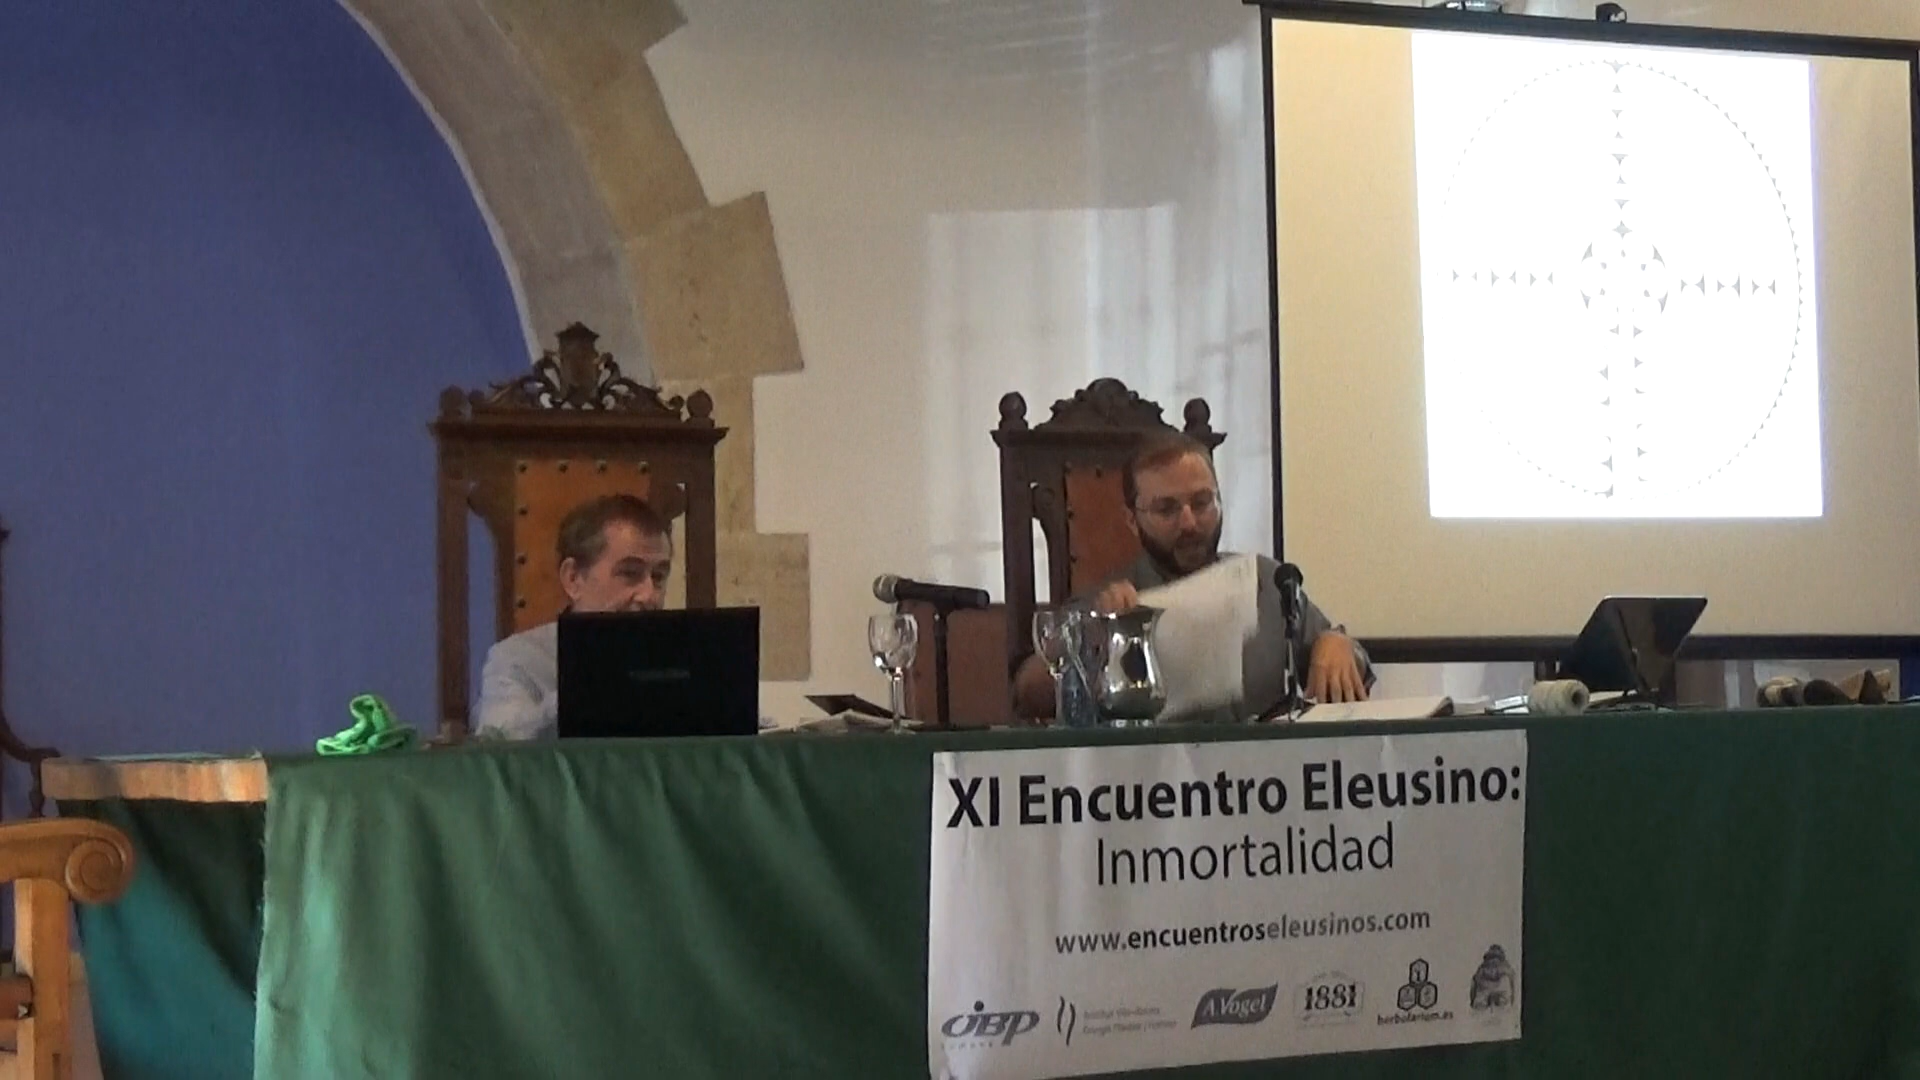 XI Encuentro Eleusino:
Inmortalidad
www.encuentroseleusinos.com
A.Vogel
1881
herbolarium.es